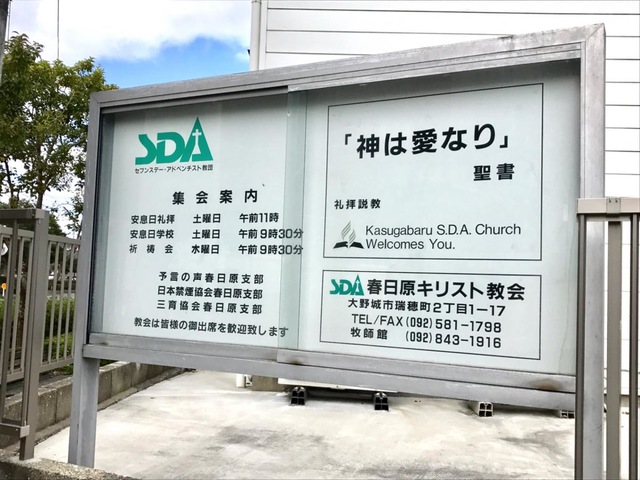 SDA
セブンスデー・アドベンチスト教団
集会案内
安息日礼拝 土曜日 午前11時
安息日学校 土曜日 午前9時30分
祈祷会 水曜日 午前9時30分
予言の声春日原支部
日本禁煙協会春日原支部
三育協会春日原支部
教会は皆様の御出席を歓迎致します
「神は愛なり」
聖書
礼拝説教
Kasugabaru S.D.A. Church
Welcomes You.
SDA 春日原キリスト教会
大野城市瑞穂町2丁目1-17
TEL/FAX (092) 581-1798
牧師館 (092) 843-1916